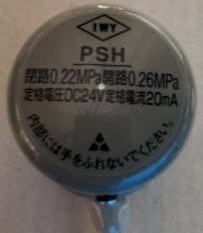 IWY
PSH
閉路0.22MPa開路0.26MPa
定格電圧DC24V定格電流20mA
内部には手をふれないでください。